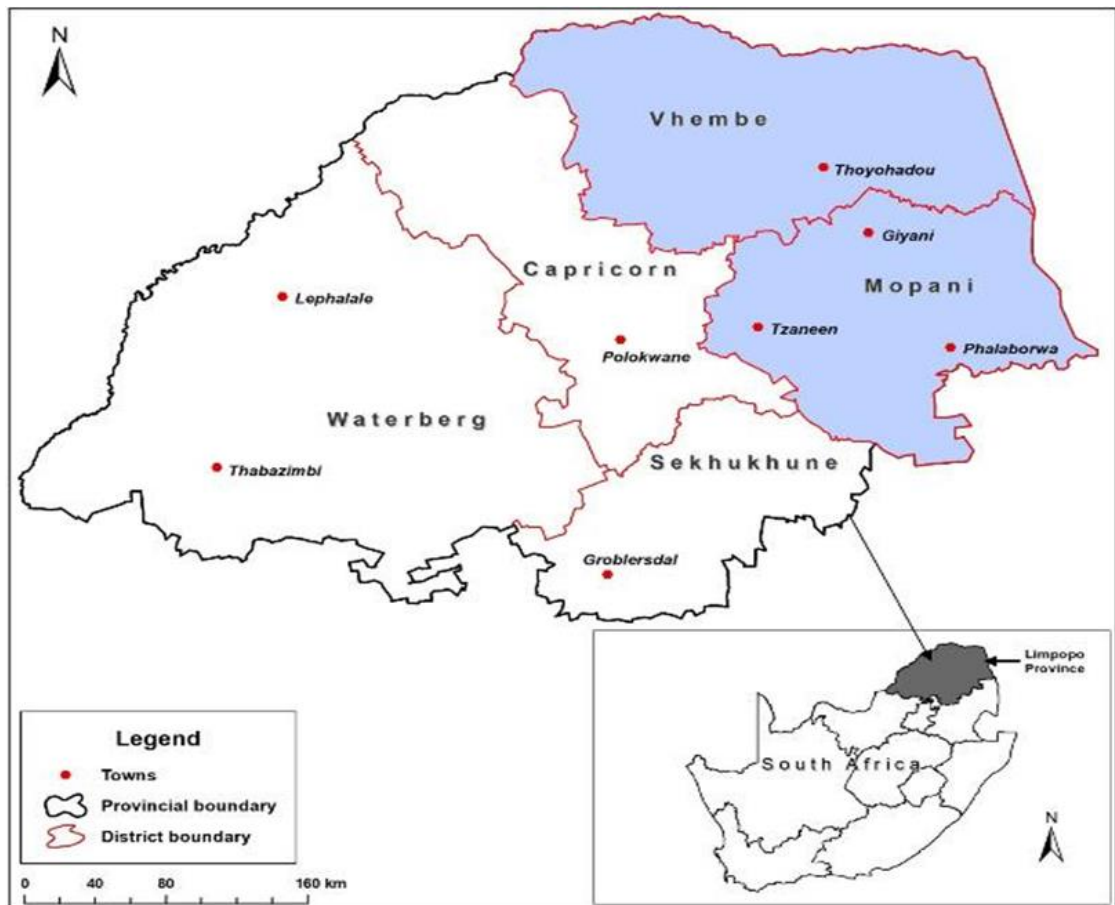 N
Vhembe
Thoyohadou
Giyani
Capricorn
Mopani
Lephalale
Tzaneen
Polokwane
Phalaborwa
Waterberg
Sekhukhune
Thabazimbi
Groblersdal
Limpopo
Province
South Africa
N
Legend
Towns
Provincial boundary
District boundary
0 40 80 160 km